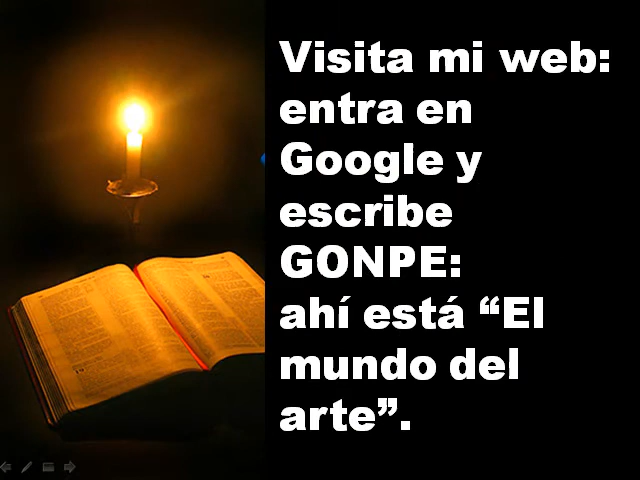 Visita mi web:
entra en
Google y
escribe
GONPE:
ahí está “El
mundo del
arte”.